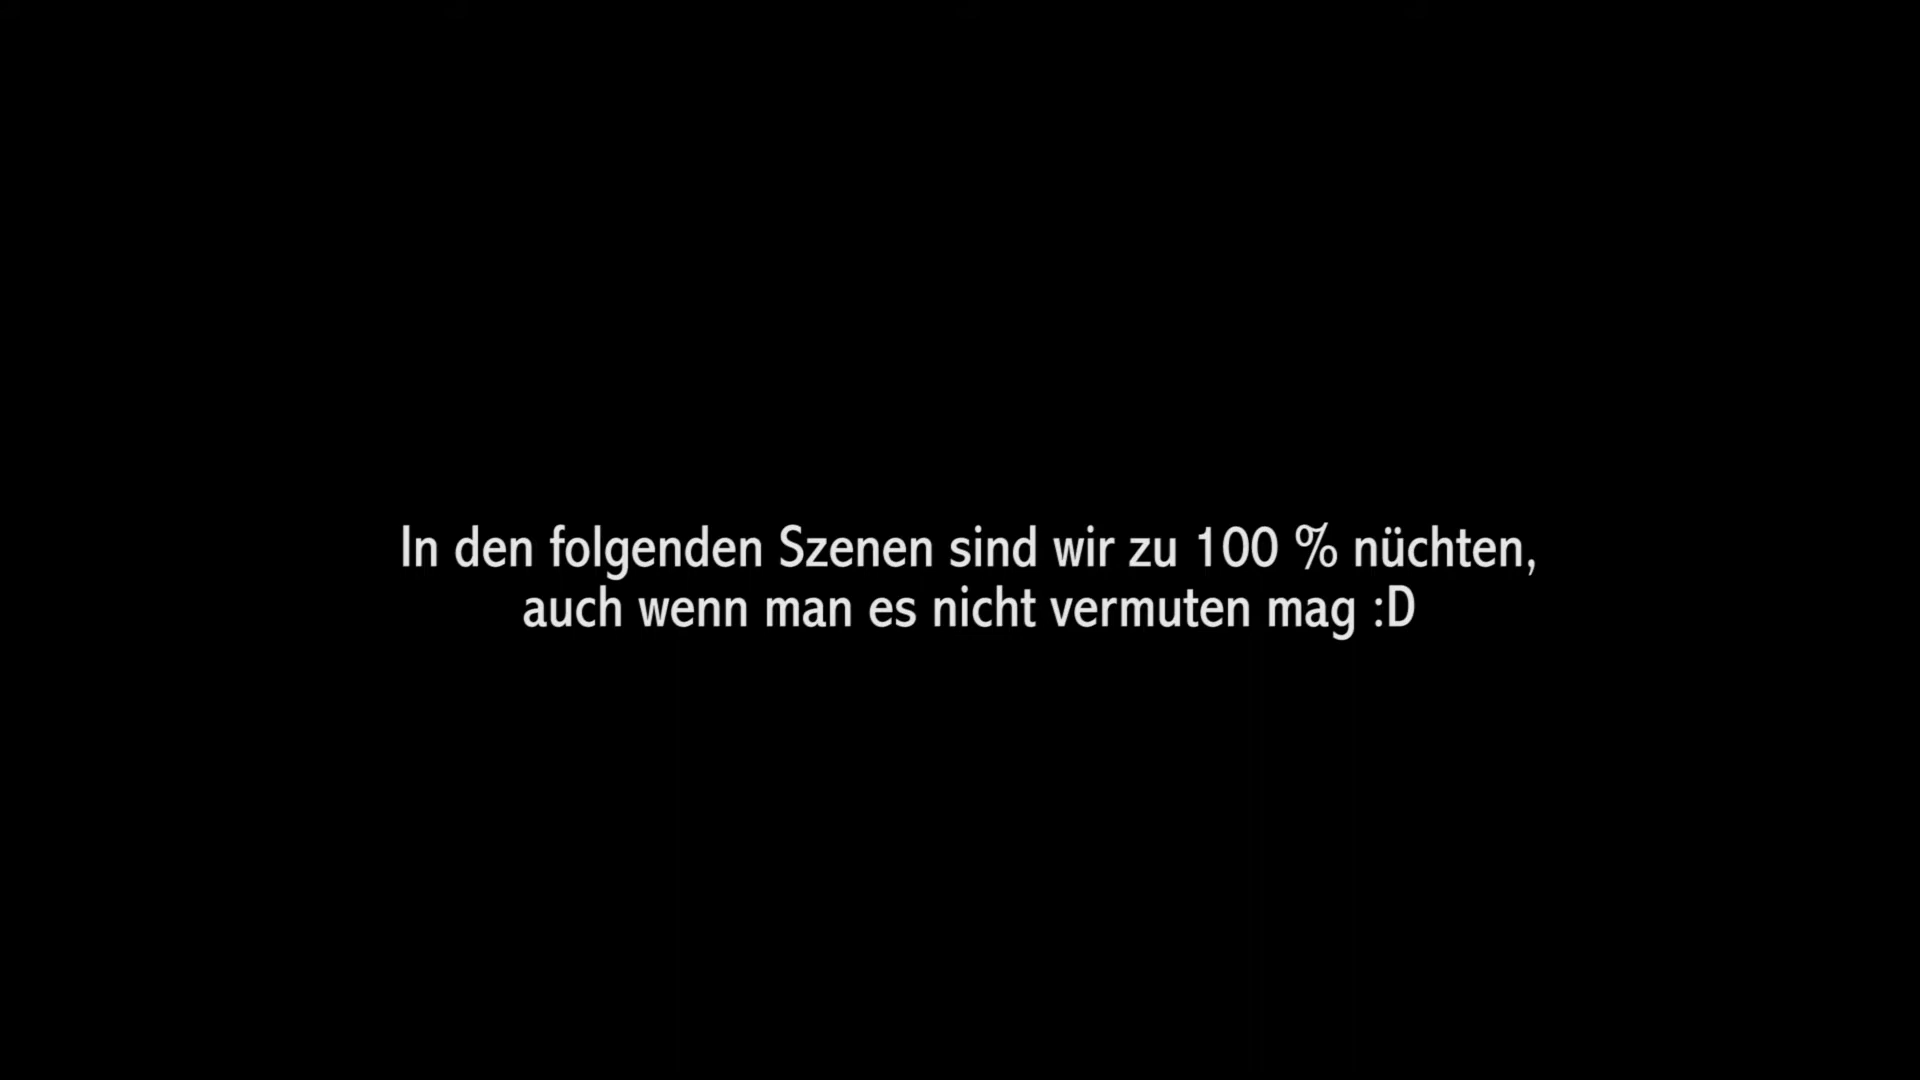 In den folgenden Szenen sind wir zu 100 % nüchten,
auch wenn man es nicht vermuten mag :D